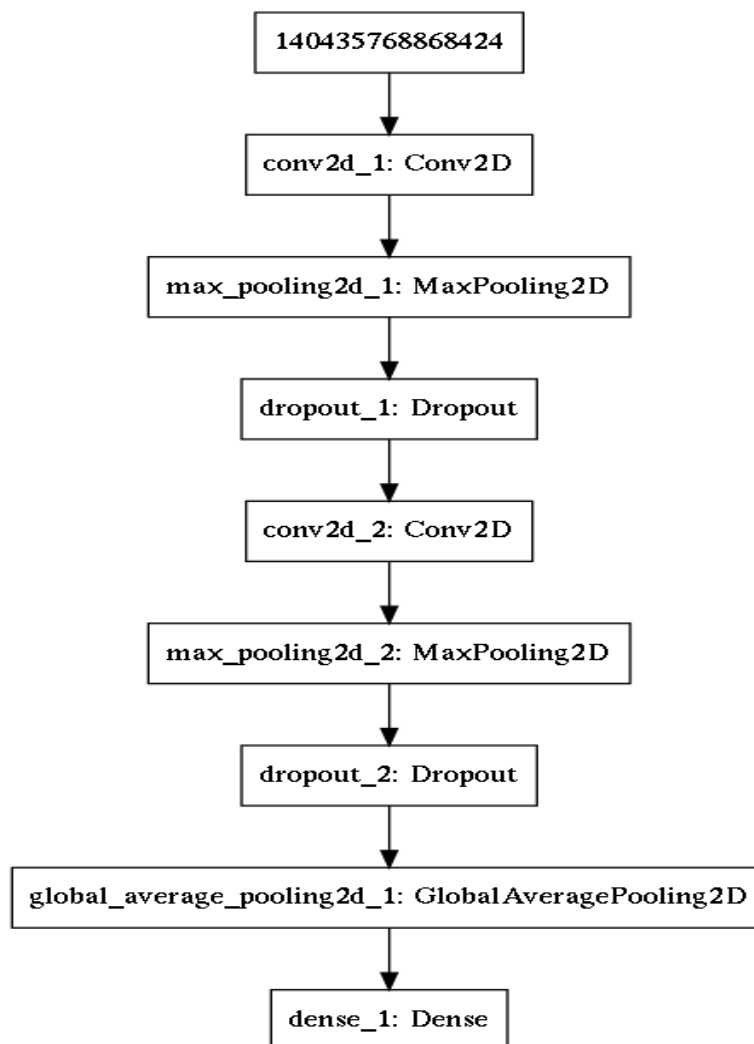 140435768868424
conv2d_1: Conv2D
max_pooling2d_1: MaxPooling2D
dropout_1: Dropout
conv2d_2: Conv2D
max_pooling2d_2: MaxPooling2D
dropout_2: Dropout
global_average_pooling2d_1: GlobalAveragePooling2D
dense_1: Dense